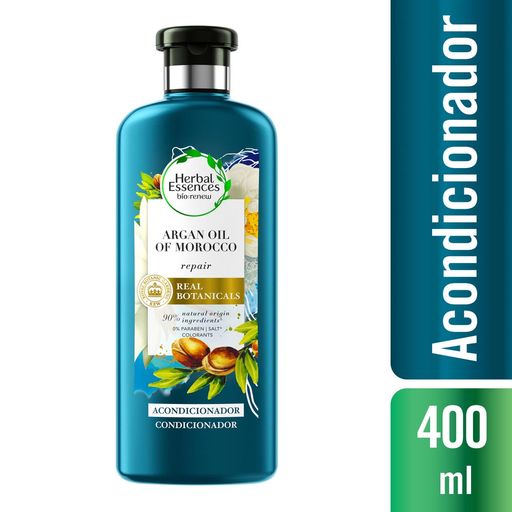 Herbal
Essences
bio:renew
ARGAN OIL
OF MOROCCO
repair
REAL
BOTANICALS
KEW
90% natural origin
ingredients*
0% PARABEN | SALT*
COLORANTS
ACONDICIONADOR
CONDICIONADOR
Acondicionador
400
ml